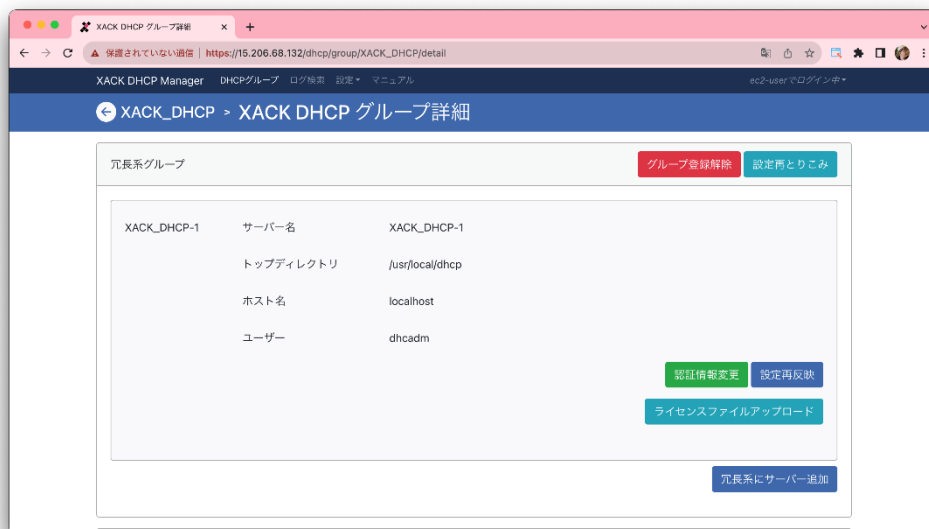 XACK DHCP グループ詳細
保護されていない通信 | https://15.206.68.132/dhcp/group/XACK_DHCP/detail
XACK DHCP Manager DHCPグループ ログ検索 設定 マニュアル ec2-userでログイン中
XACK_DHCP > XACK DHCP グループ詳細
冗長系グループ グループ登録解除 設定再とりこみ
XACK_DHCP-1 サーバー名 XACK_DHCP-1
トップディレクトリ /usr/local/dhcp
ホスト名 localhost
ユーザー dhcadm
認証情報変更 設定再反映
ライセンスファイルアップロード
冗長系にサーバー追加